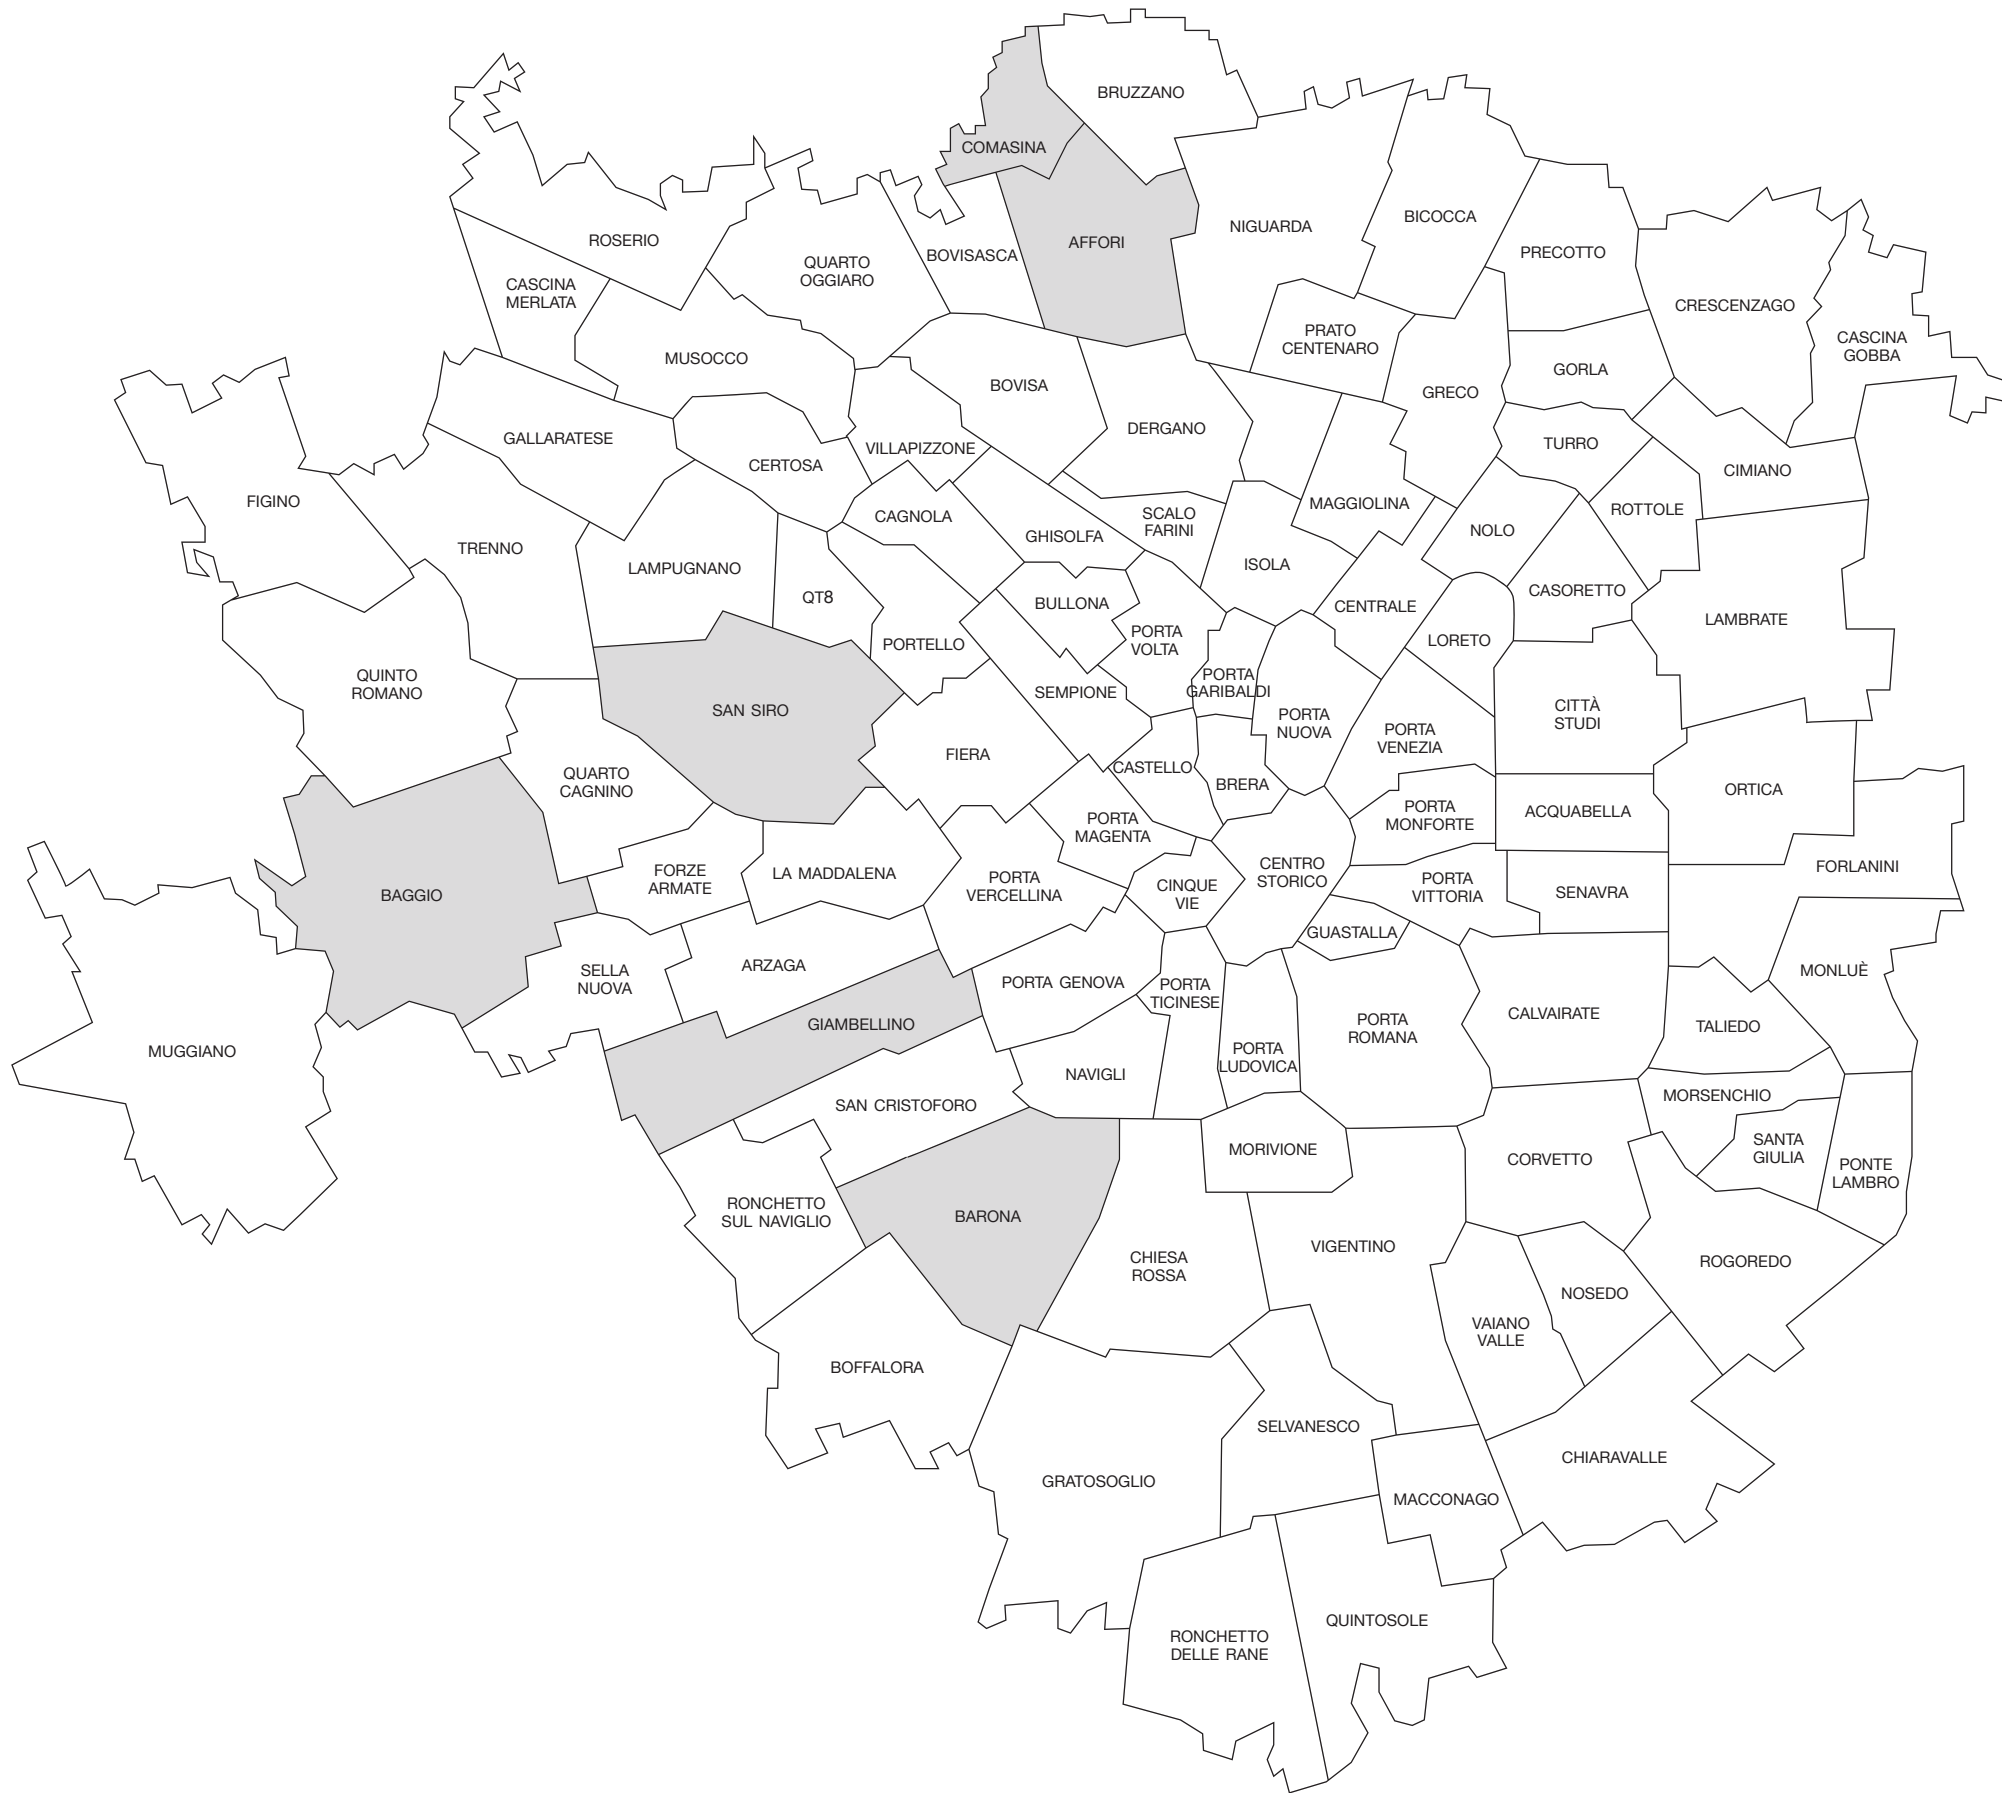 BRUZZANO
COMASINA
AFFORI
NIGUARDA
BICOCCA
PRECOTTO
ROSERIO
QUARTO
OGGIARO
BOVISASCA
CASCINA
MERLATA
CRESCENZAGO
CASCINA
GOBBA
MUSOCCO
PRATO
CENTENARO
GORLA
BOVISA
GRECO
DERGANO
GALLARATESE
VILLAPIZZONE
TURRO
CERTOSA
CIMIANO
FIGINO
MAGGIOLINA
ROTTOLE
CAGNOLA
SCALO
FARINI
GHISOLFA
NOLO
TRENNO
LAMPUGNANO
ISOLA
QT8
BULLONA
CENTRALE
CASORETTO
LAMBRATE
PORTELLO
PORTA
VOLTA
LORETO
QUINTO
ROMANO
SEMPIONE
PORTA
GARIBALDI
SAN SIRO
PORTA
NUOVA
CITTÀ
STUDI
PORTA
VENEZIA
FIERA
CASTELLO
QUARTO
CAGNINO
BRERA
ORTICA
PORTA
MAGENTA
PORTA
MONFORTE
ACQUABELLA
FORZE
ARMATE
LA MADDALENA
CENTRO
STORICO
FORLANINI
BAGGIO
PORTA
VERCELLINA
CINQUE
VIE
PORTA
VITTORIA
SENAVRA
GUASTALLA
ARZAGA
SELLA
NUOVA
PORTA GENOVA
PORTA
TICINESE
MONLUÈ
CALVAIRATE
GIAMBELLINO
PORTA
ROMANA
TALIEDO
MUGGIANO
PORTA
LUDOVICA
NAVIGLI
SAN CRISTOFORO
MORSENCHIO
MORIVIONE
CORVETTO
SANTA
GIULIA
PONTE
LAMBRO
RONCHETTO
SUL NAVIGLIO
BARONA
CHIESA
ROSSA
VIGENTINO
ROGOREDO
NOSEDO
VAIANO
VALLE
BOFFALORA
SELVANESCO
CHIARAVALLE
GRATOSOGLIO
MACCONAGO
QUINTOSOLE
RONCHETTO
DELLE RANE